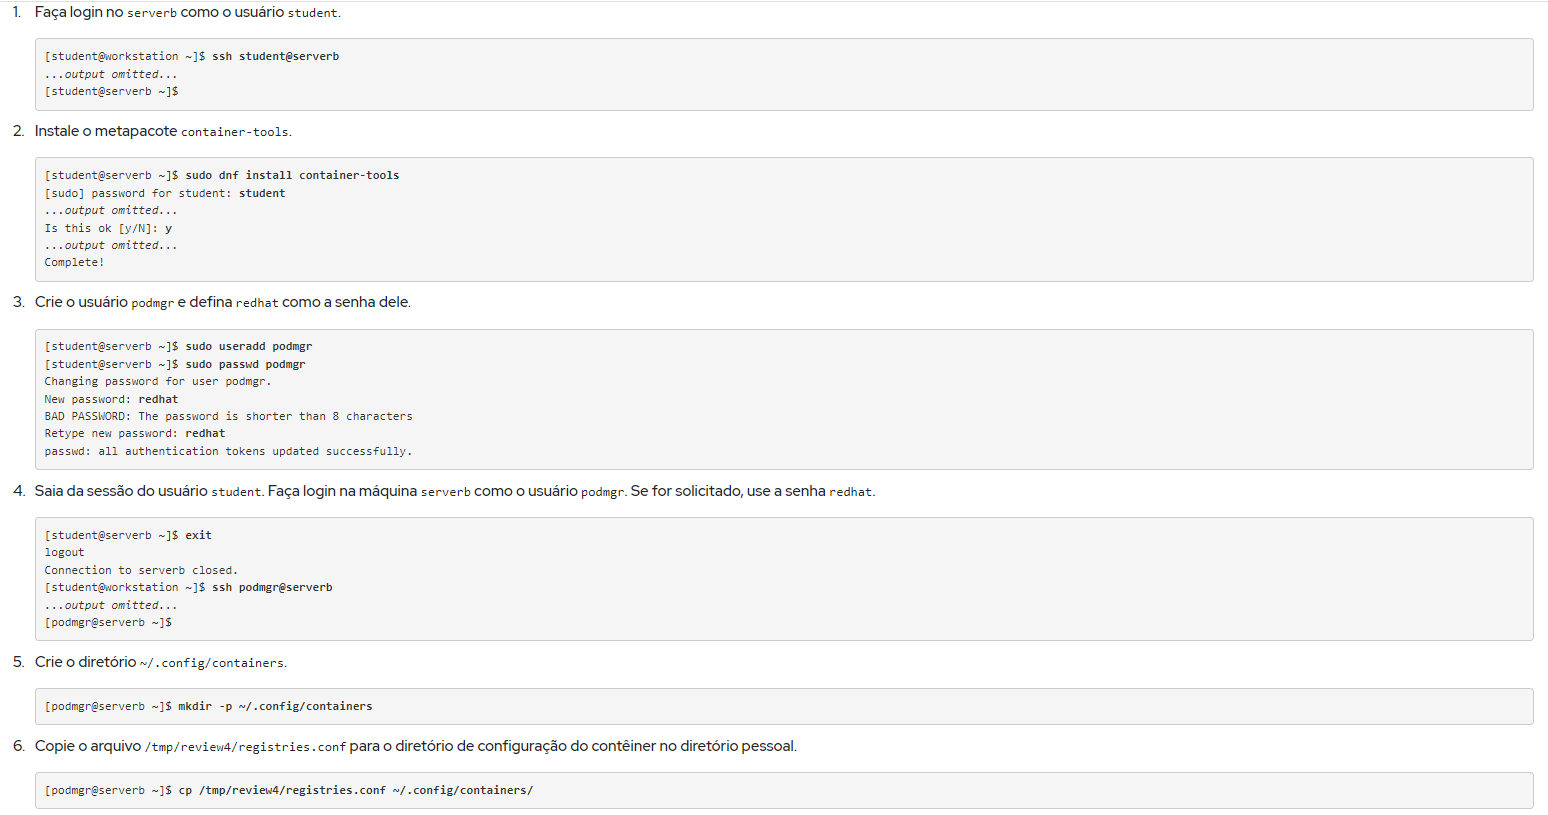 1. Faça login no serverb como o usuário student.
[student@workstation ~]$ ssh student@serverb
...output omitted...
[student@serverb ~]$
2. Instale o metapacote container-tools.
[student@serverb ~]$ sudo dnf install container-tools
[sudo] password for student: student
...output omitted...
Is this ok [y/N]: y
...output omitted...
Complete!
3. Crie o usuário podmgr e defina redhat como a senha dele.
[student@serverb ~]$ sudo useradd podmgr
[student@serverb ~]$ sudo passwd podmgr
Changing password for user podmgr.
New password: redhat
BAD PASSWORD: The password is shorter than 8 characters
Retype new password: redhat
passwd: all authentication tokens updated successfully.
4. Saia da sessão do usuário student. Faça login na máquina serverb como o usuário podmgr. Se for solicitado, use a senha redhat.
[student@serverb ~]$ exit
logout
Connection to serverb closed.
[student@workstation ~]$ ssh podmgr@serverb
...output omitted...
[podmgr@serverb ~]$
5. Crie o diretório ~/.config/containers.
[podmgr@serverb ~]$ mkdir -p ~/.config/containers
6. Copie o arquivo /tmp/review4/registries.conf para o diretório de configuração do contêiner no diretório pessoal.
[podmgr@serverb ~]$ cp /tmp/review4/registries.conf ~/.config/containers/